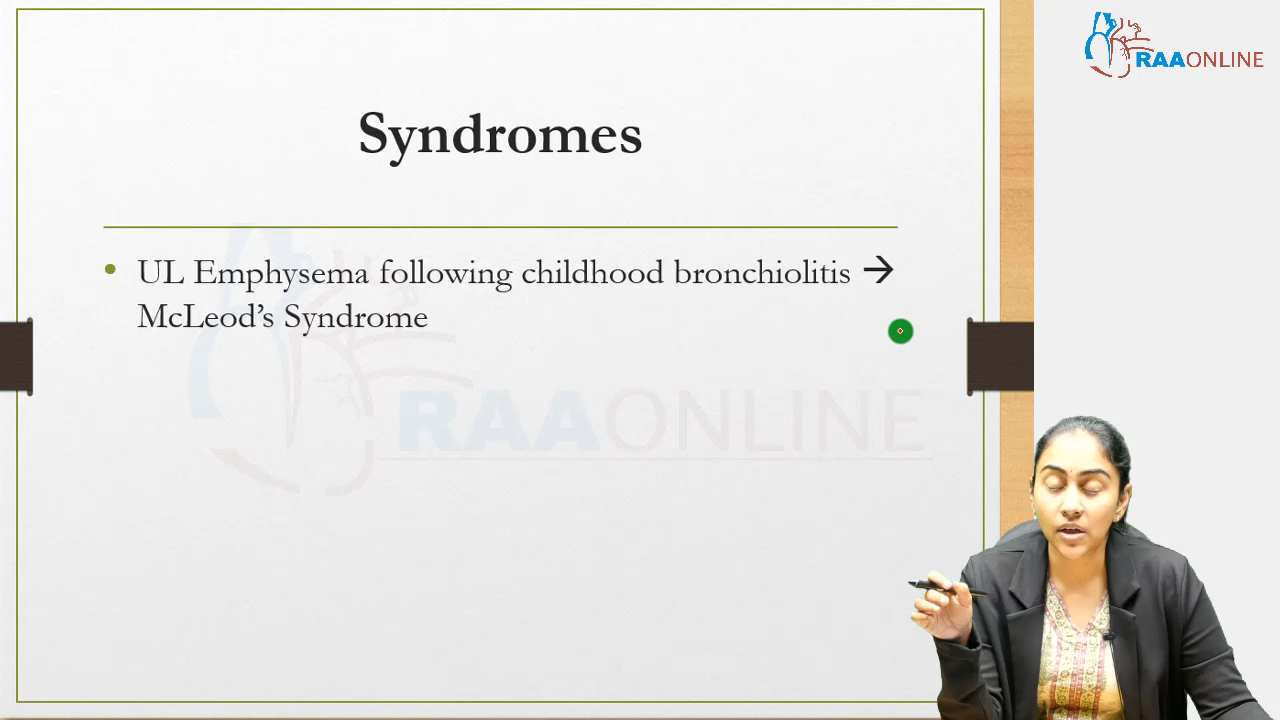 RAAONLINE
Syndromes
• UL Emphysema following childhood bronchiolitis →
McLeod’s Syndrome
RAAONLINE